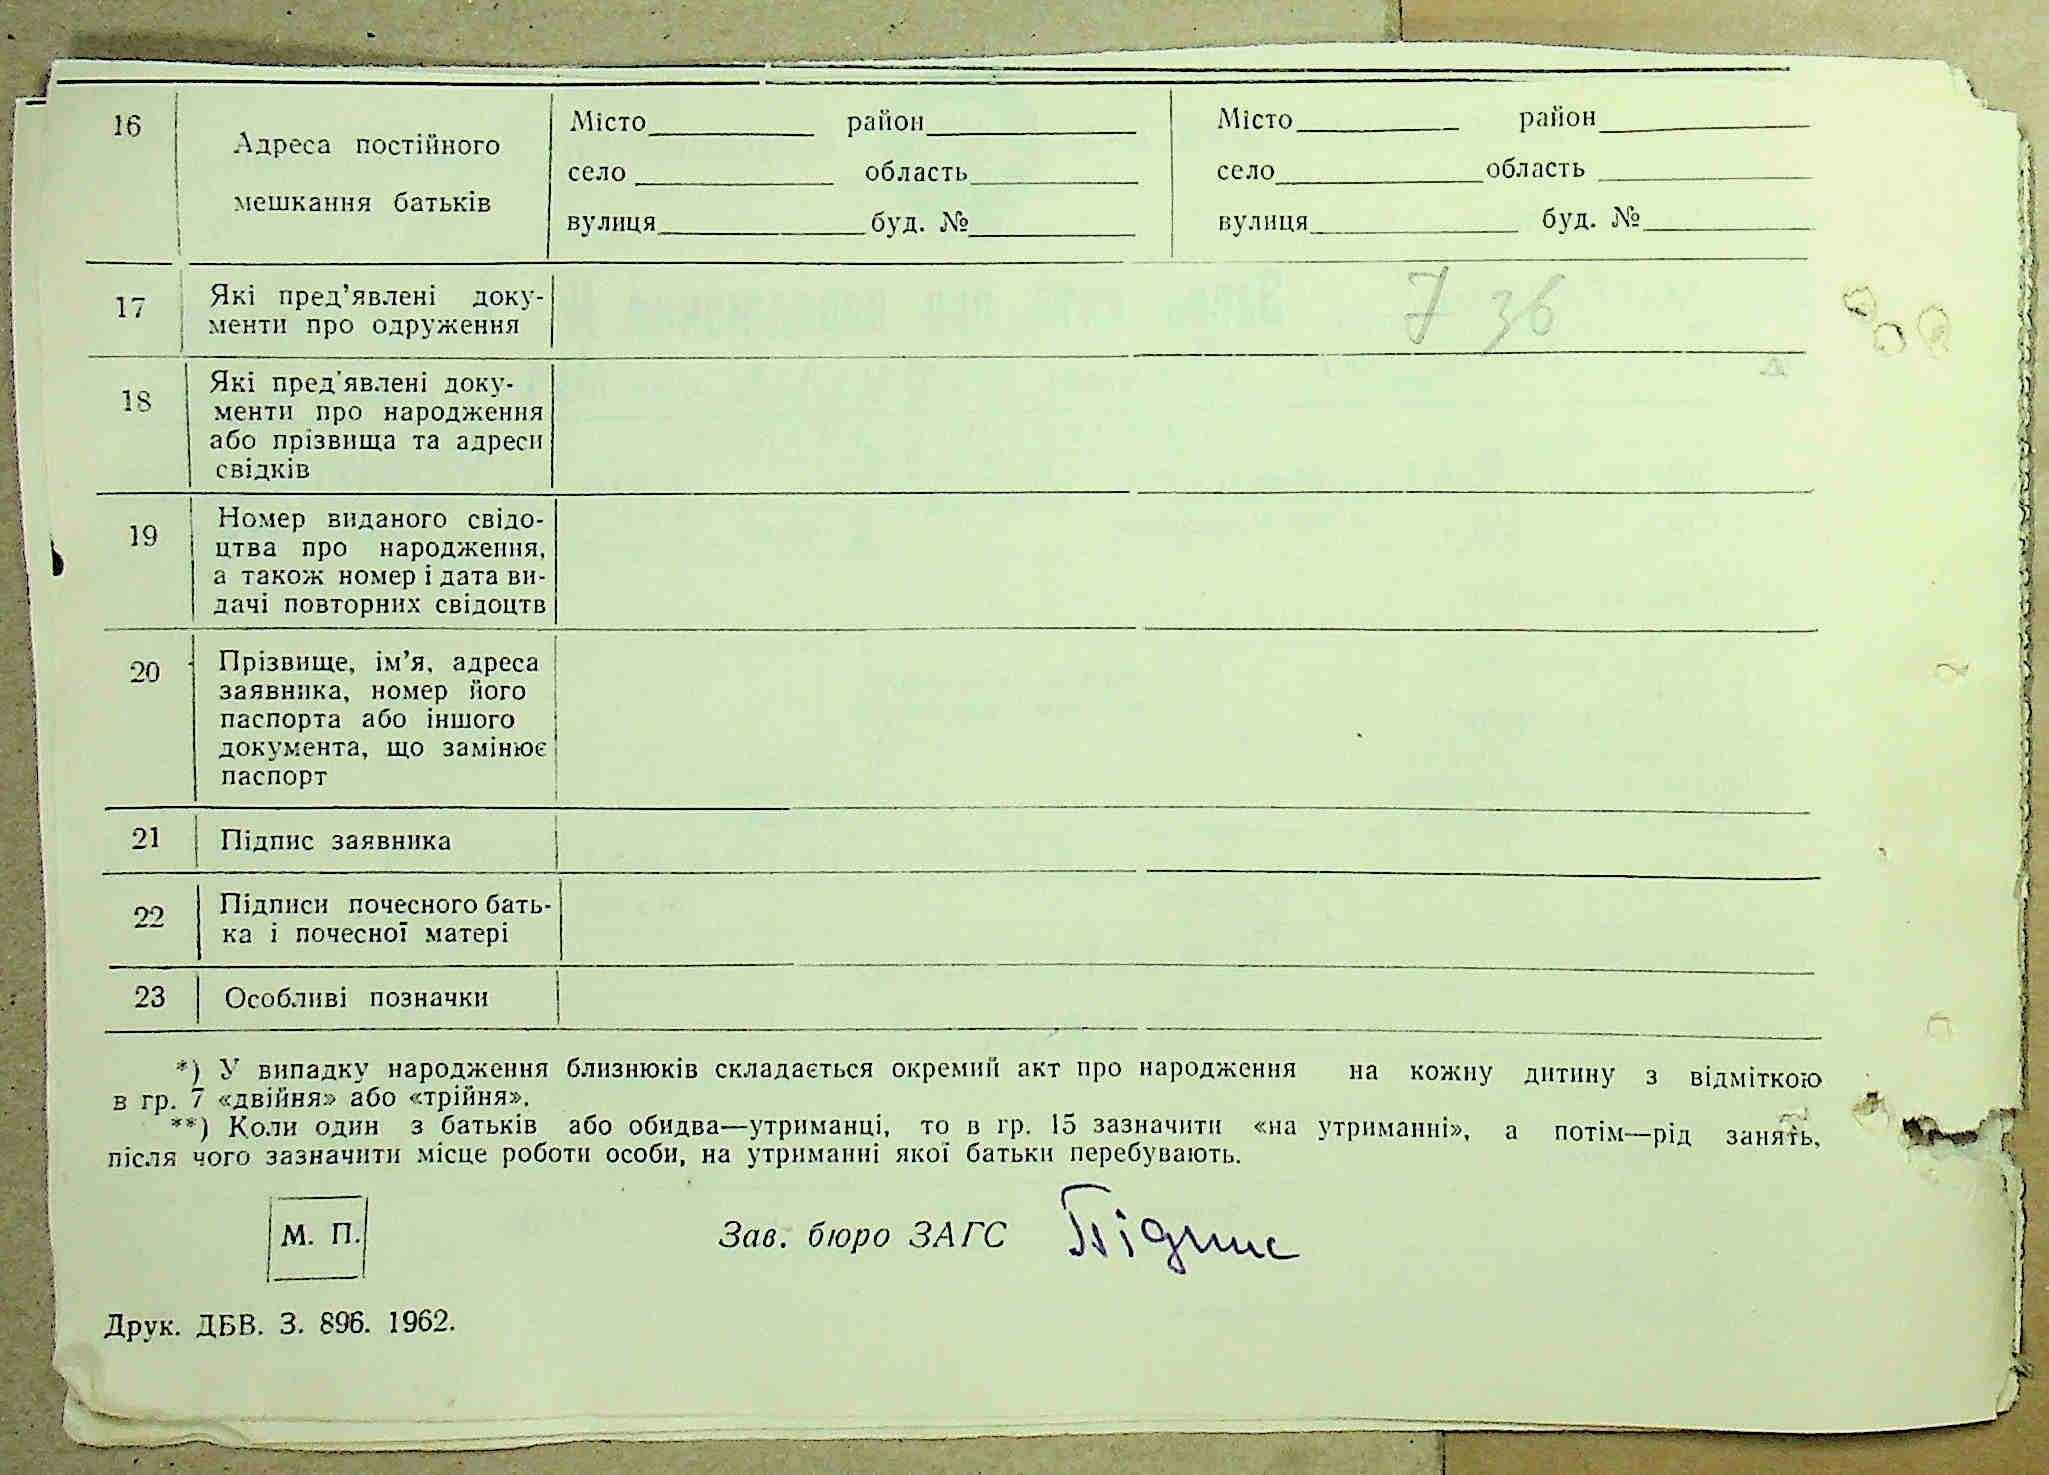 16 Адреса постійного мешкання батьків
Місто район Місто район
село область село область
вулиця буд. № вулиця буд. №
17 Які пред’явлені доку-
менти про одруження
36
18 Які пред’явлені доку-
менти про народження
або прізвища та адреси
свідків
19 Номер виданого свідо-
цтва про народження,
а також номер і дата ви-
дачі повторних свідоцтв
20 Прізвище, ім’я, адреса
заявника, номер його
паспорта або іншого
документа, що замінює
паспорт
21 Підпис заявника
22 Підписи почесного бать-
ка і почесної матері
23 Особливі позначки
*) У випадку народження близнюків складається окремий акт про народження на кожну дитину з відміткою
в гр. 7 «двійня» або «трійня».
**) Коли один з батьків або обидва—утриманці, то в гр. 15 зазначити «на утриманні», а потім—рід занять,
після чого зазначити місце роботи особи, на утриманні якої батьки перебувають.
М. П.
Зав. бюро ЗАГС Підпис
Друк. ДБВ. З. 896. 1962.